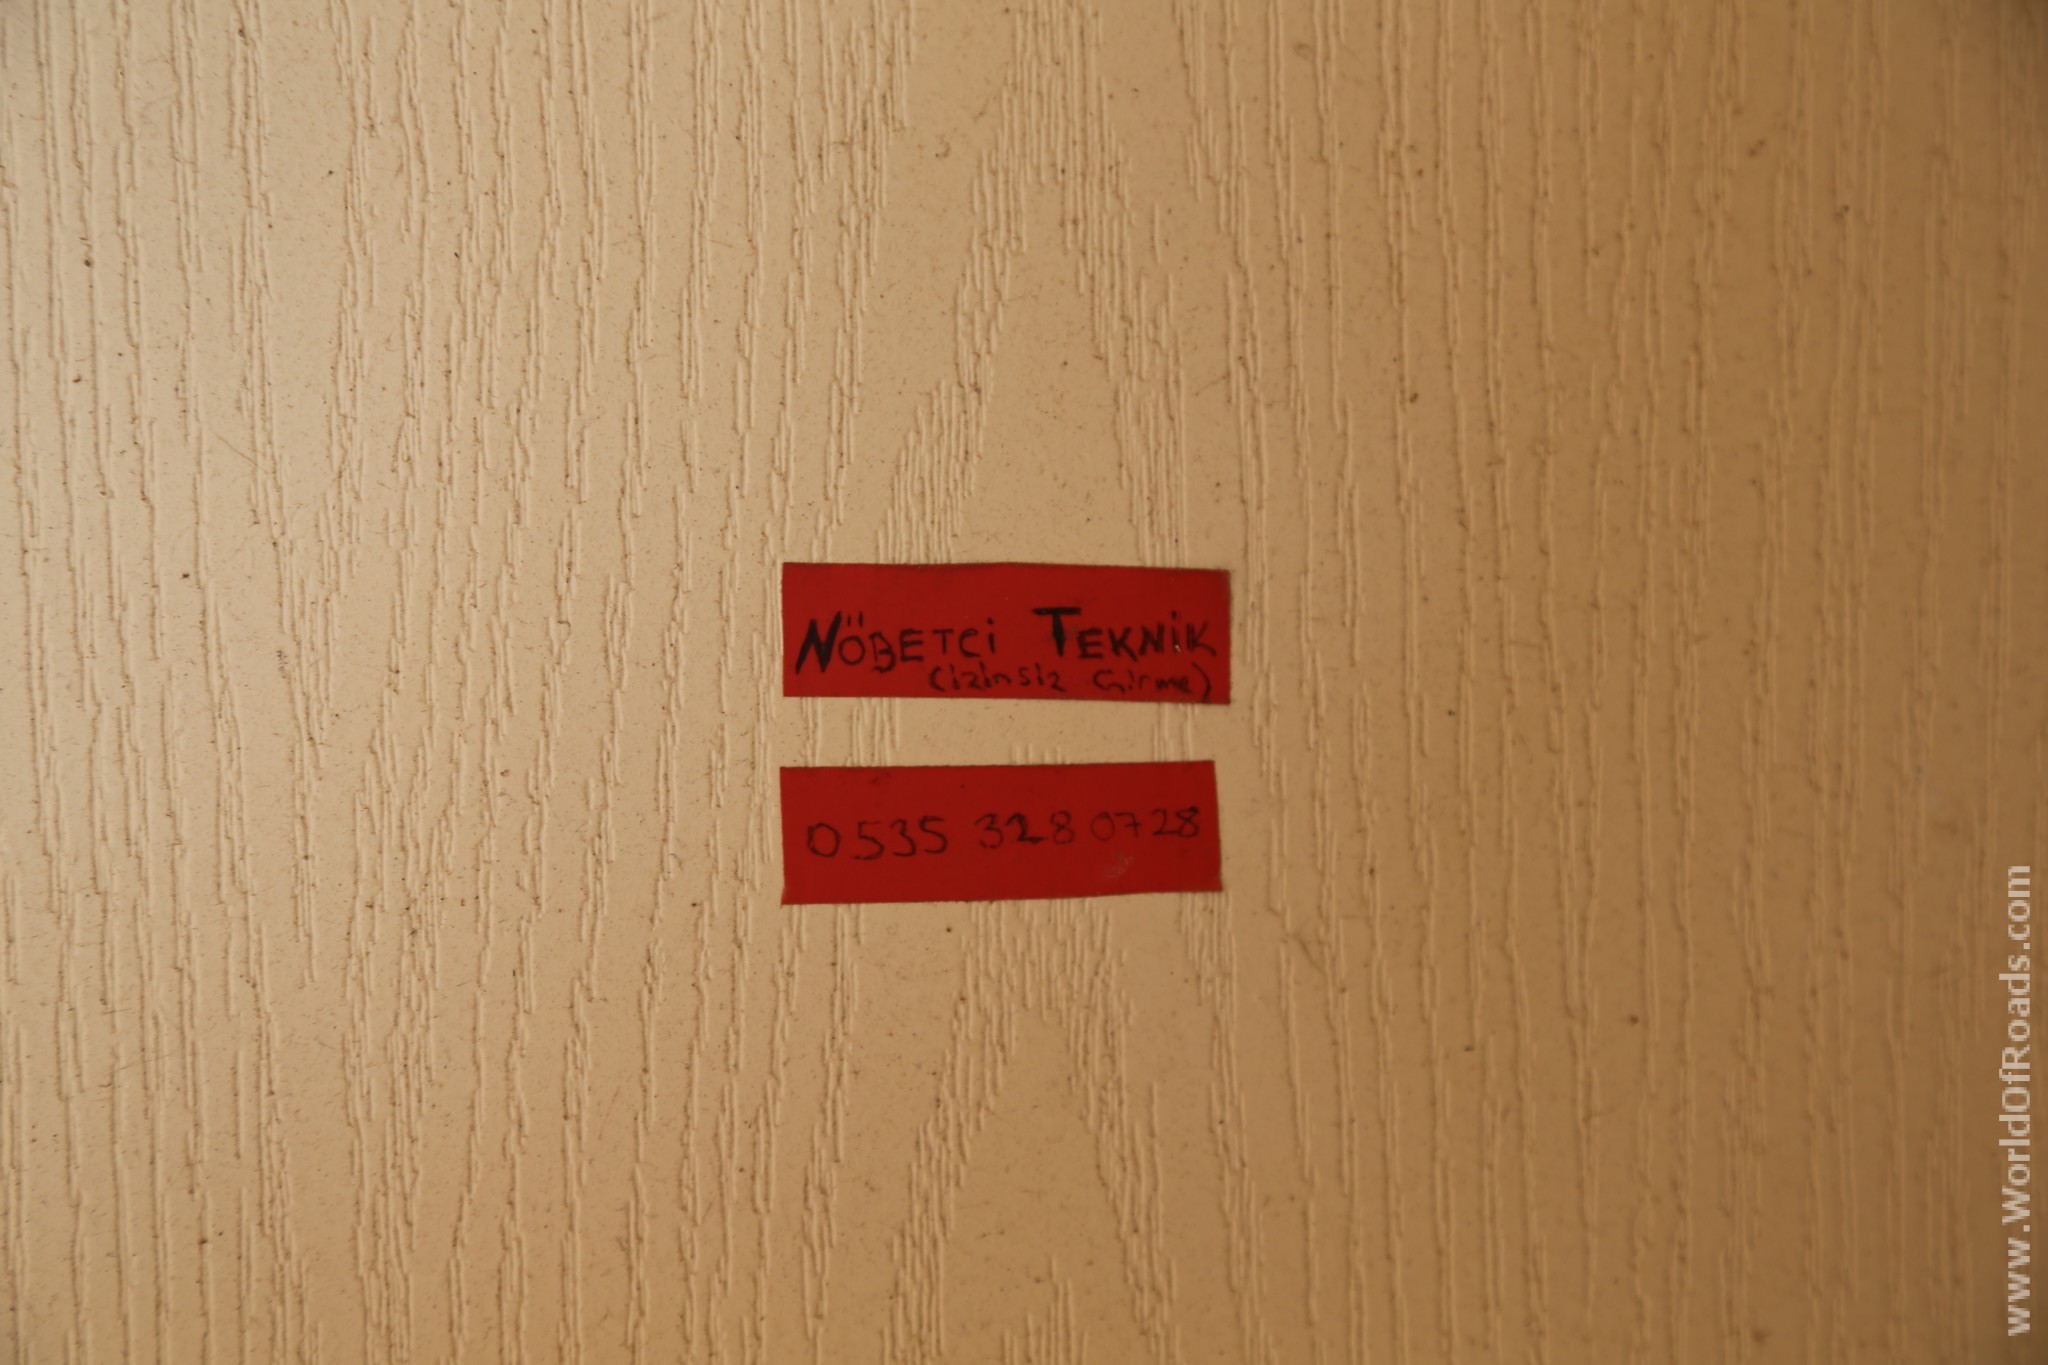 NÖBETCi TEKNiK
(izinsiz Girme)
0535 328 0728
www.WorldOfRoads.com